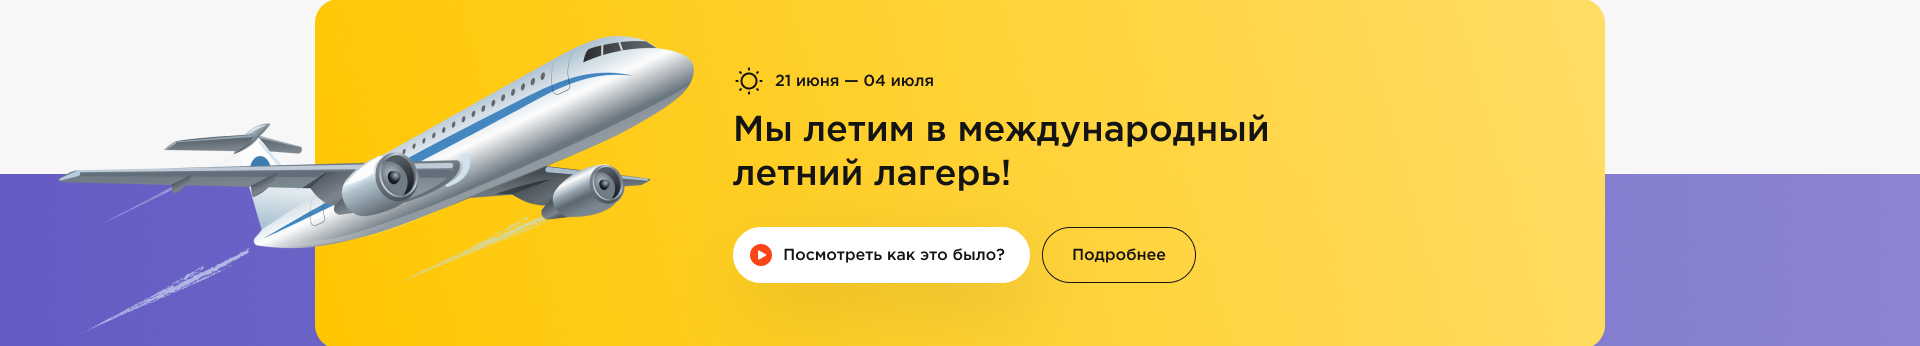 21 июня — 04 июля
Мы летим в международный
летний лагерь!
Посмотреть как это было?
Подробнее